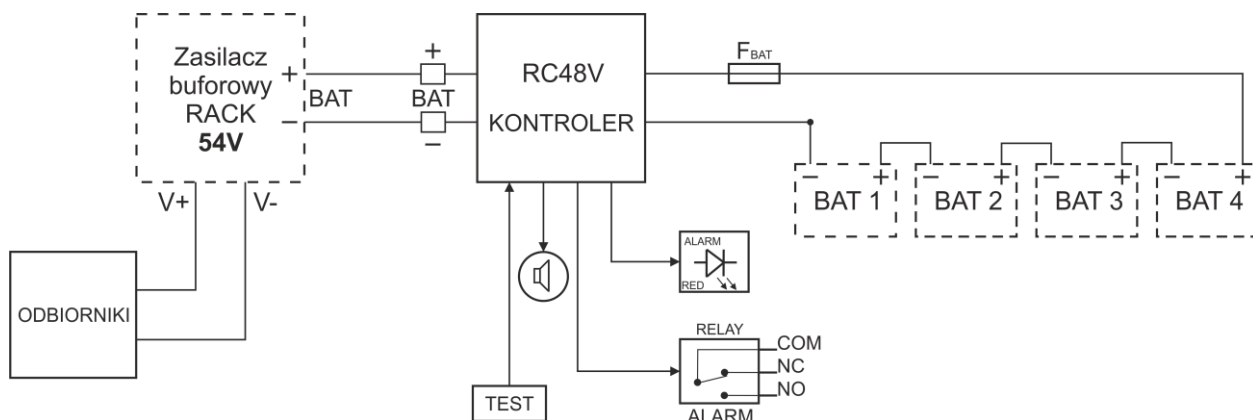 Zasilacz
buforowy
RACK
54V
+
BAT
−
V+
V-
ODBIORNIKI
+
BAT
−
RC48V
KONTROLER
FBAT
− +
BAT 1
− +
BAT 2
− +
BAT 3
− +
BAT 4
ALARM
RED
RELAY
COM
NC
NO
ALARM
TEST